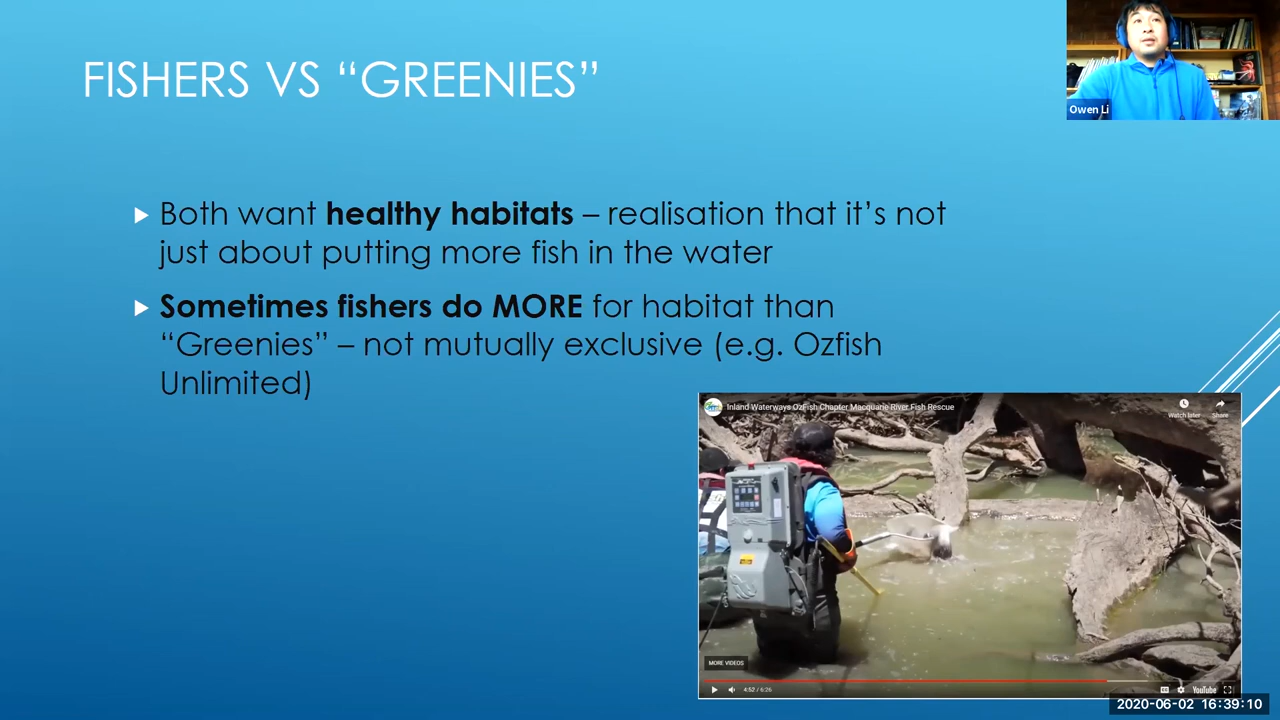 FISHERS VS “GREENIES”
Owen Li
Both want healthy habitats – realisation that it’s not
just about putting more fish in the water
Sometimes fishers do MORE for habitat than
“Greenies” – not mutually exclusive (e.g. Ozfish
Unlimited)
Inland Waterways OzFish Chapter Macquarie River Fish Rescue
Watch later
Share
MORE VIDEOS
4:52 / 6:26
YouTube
2020-06-02 16:39:10